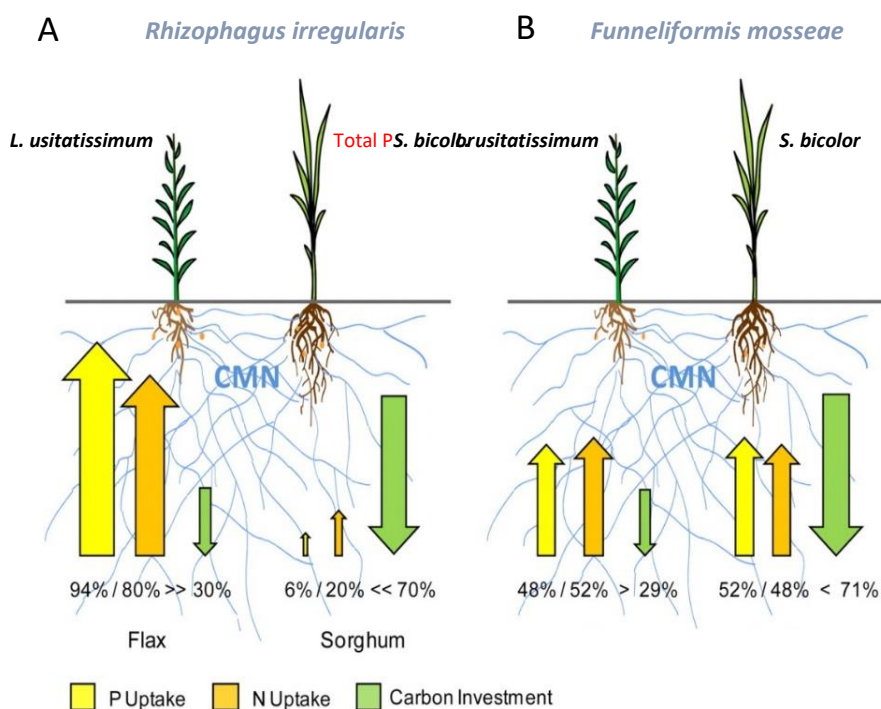 A
Rhizophagus irregularis
B
Funneliformis mosseae
L. usitatissimum
Total P
S. bicolor
L. usitatissimum
S. bicolor
CMN
CMN
94% / 80% >> 30%
6% / 20% << 70%
48% / 52% > 29%
52% / 48% < 71%
Flax
Sorghum
P Uptake
N Uptake
Carbon Investment